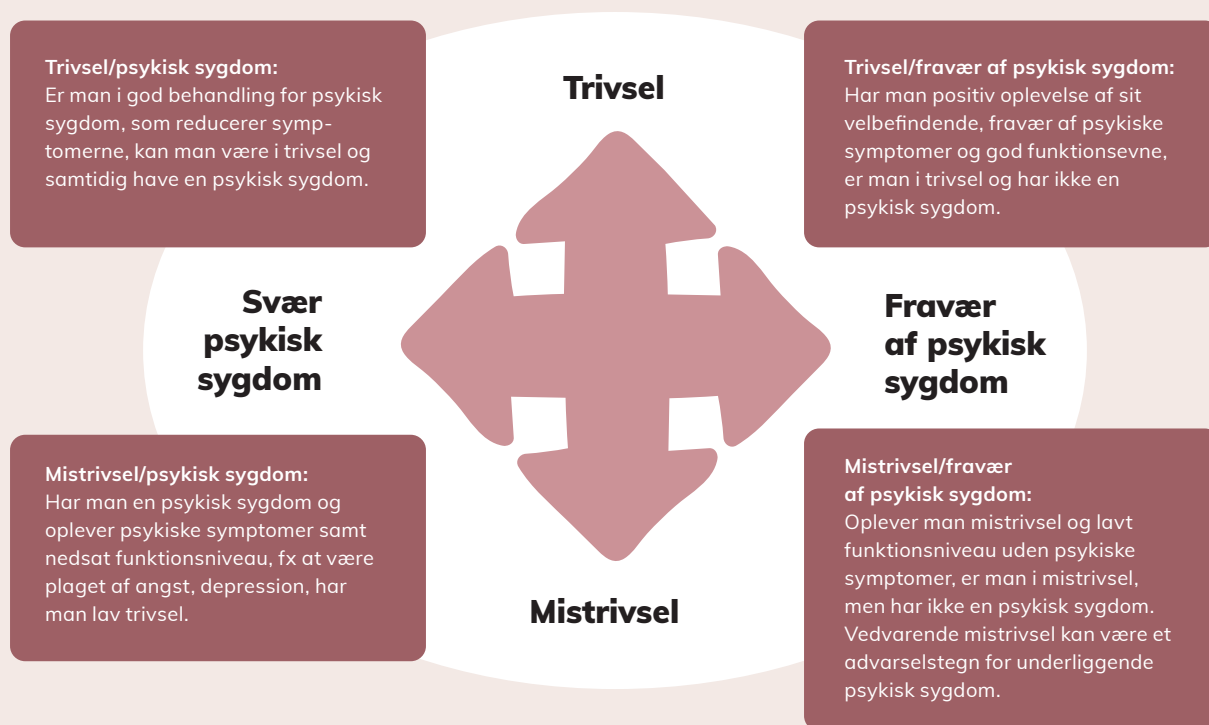 Trivsel/psykisk sygdom:
Er man i god behandling for psykisk
sygdom, som reducerer symp-
tomerne, kan man være i trivsel og
samtidig have en psykisk sygdom.
Trivsel
Trivsel/fravær af psykisk sygdom:
Har man positiv oplevelse af sit
velbefindende, fravær af psykiske
symptomer og god funktionsevne,
er man i trivsel og har ikke en
psykisk sygdom.
Svær
psykisk
sygdom
Fravær
af psykisk
sygdom
Mistrivsel/psykisk sygdom:
Har man en psykisk sygdom og
oplever psykiske symptomer samt
nedsat funktionsniveau, fx at være
plaget af angst, depression, har
man lav trivsel.
Mistrivsel
Mistrivsel/fravær
af psykisk sygdom:
Oplever man mistrivsel og lavt
funktionsniveau uden psykiske
symptomer, er man i mistrivsel,
men har ikke en psykisk sygdom.
Vedvarende mistrivsel kan være et
advarselstegn for underliggende
psykisk sygdom.